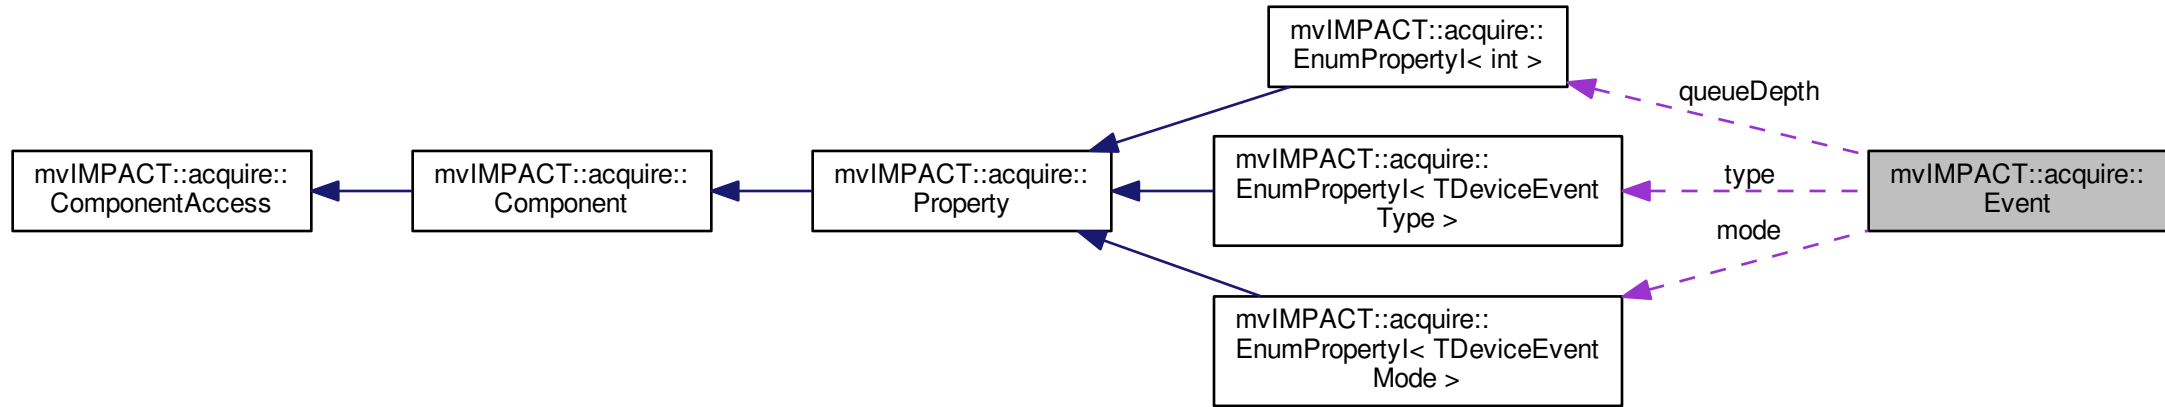 mvIMPACT::acquire::
EnumPropertyI< int >
queueDepth
mvIMPACT::acquire::
ComponentAccess
mvIMPACT::acquire::
Component
mvIMPACT::acquire::
Property
mvIMPACT::acquire::
EnumPropertyI< TDeviceEvent
Type >
type
mvIMPACT::acquire::
Event
mode
mvIMPACT::acquire::
EnumPropertyI< TDeviceEvent
Mode >